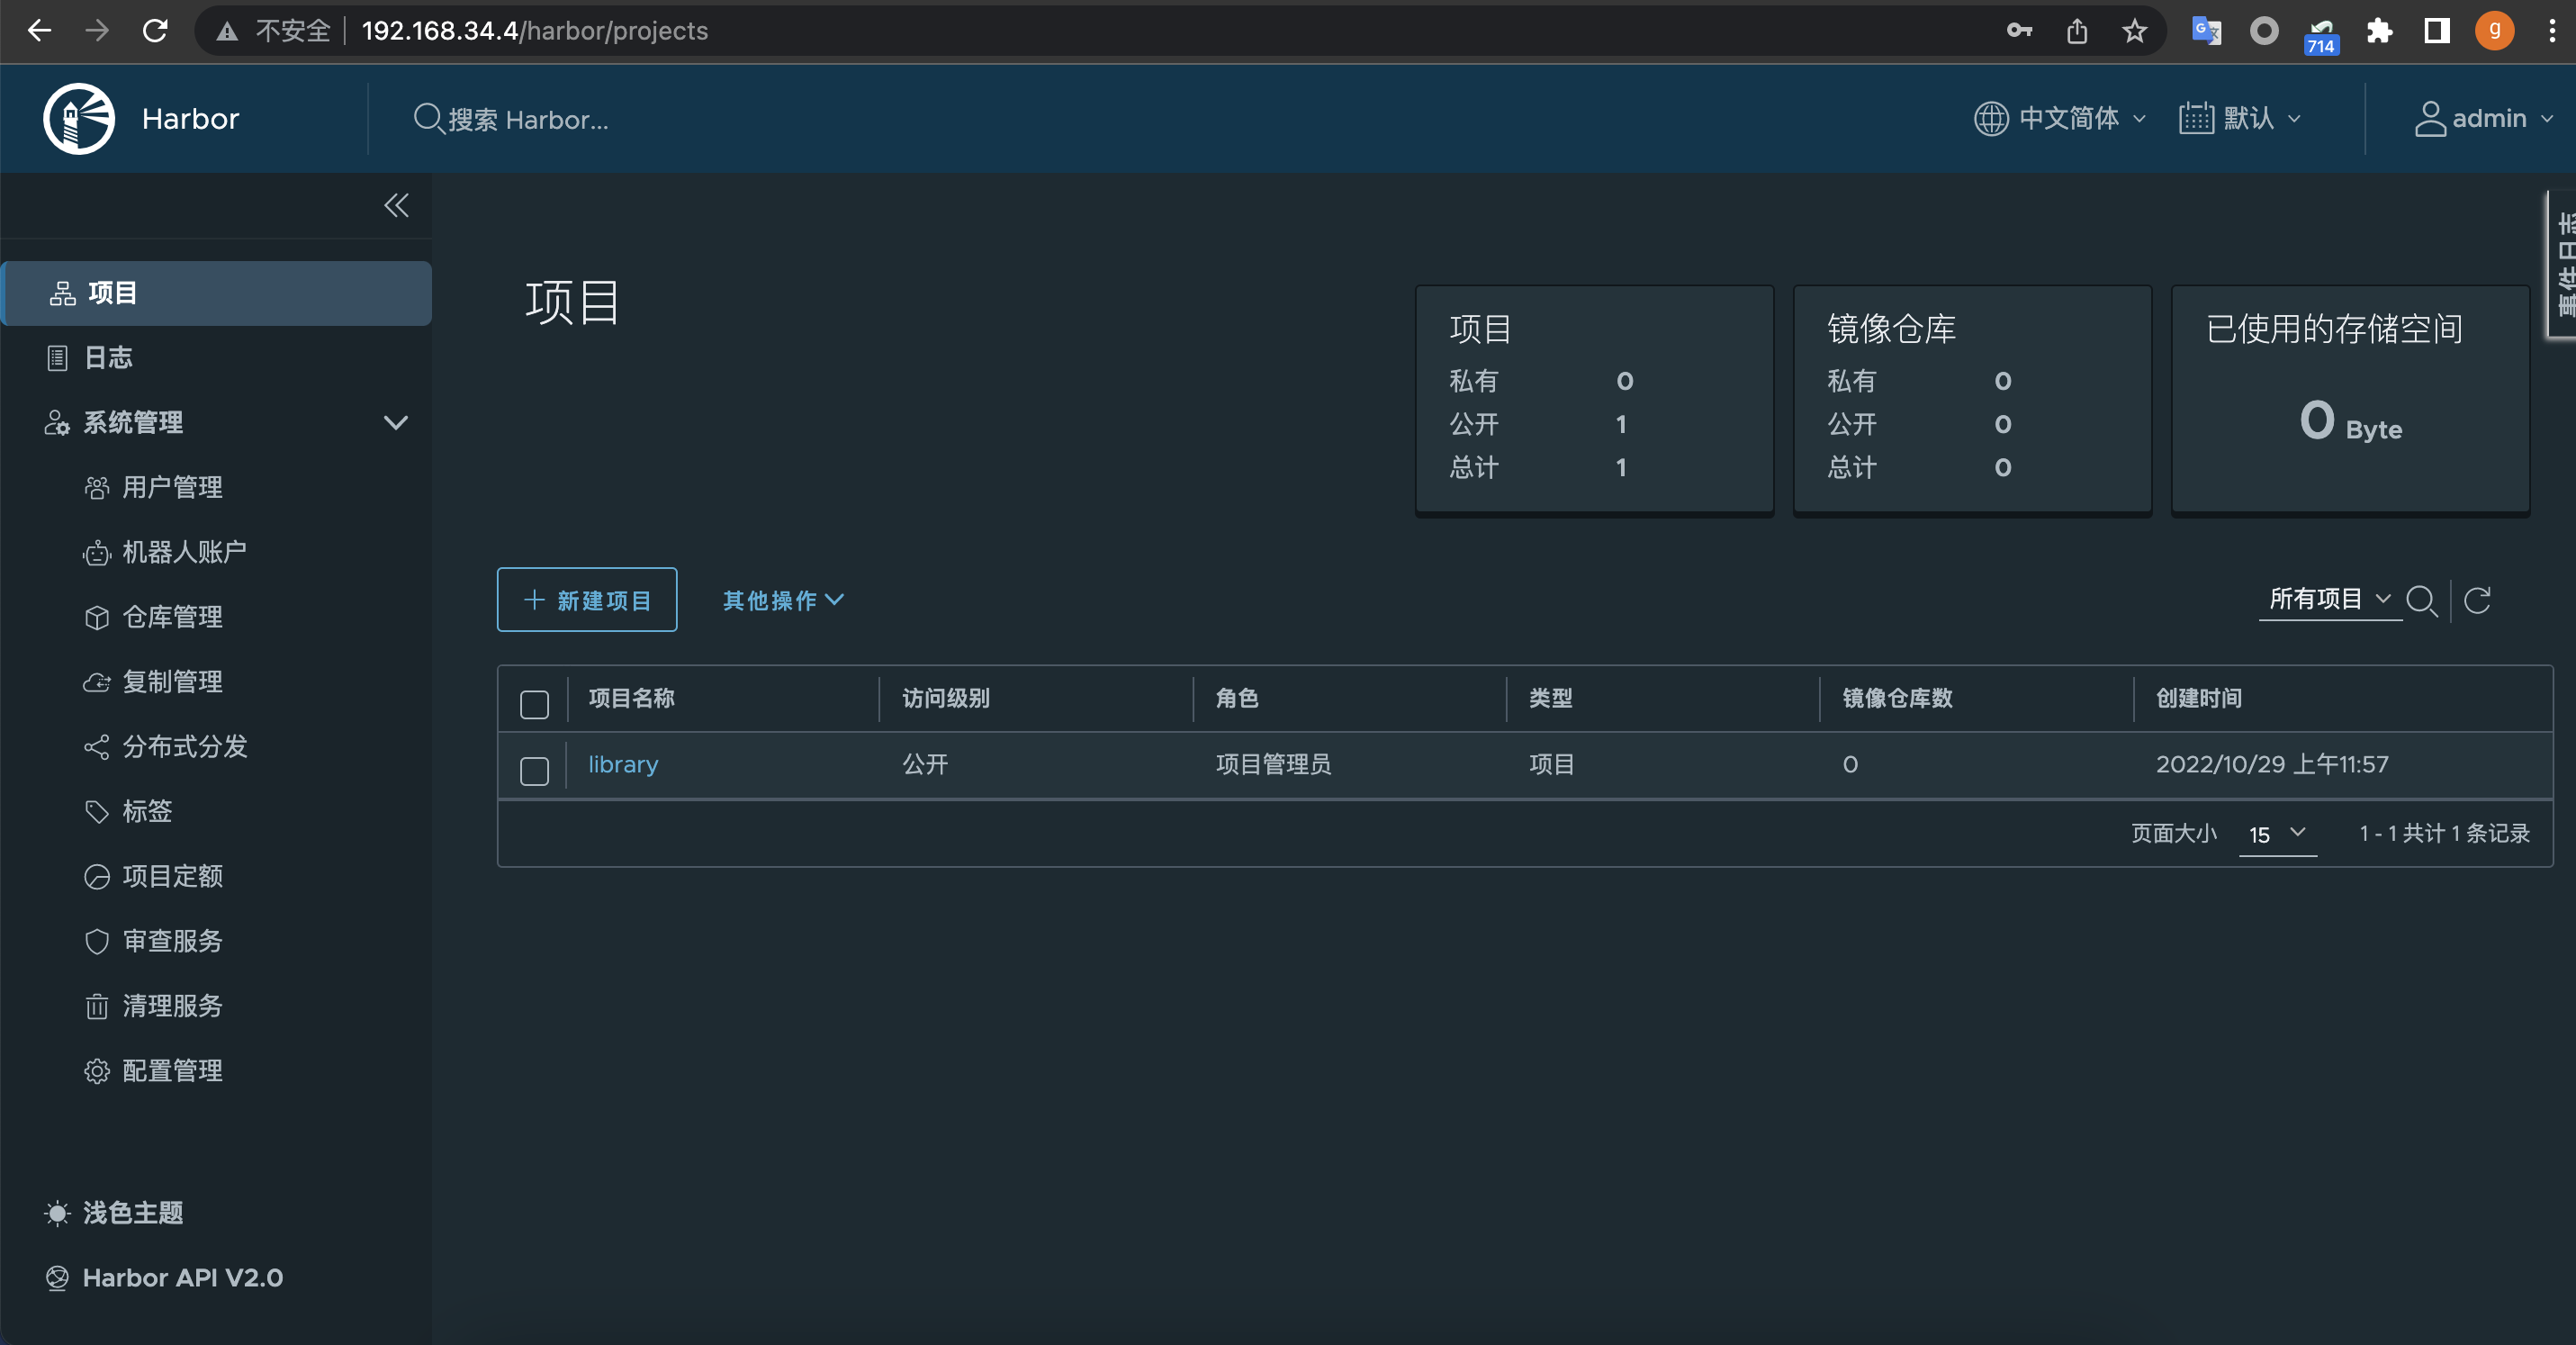 不安全 192.168.34.4/harbor/projects
714
g
Harbor
搜索 Harbor...
中文简体
默认
admin
事件日志
项目
日志
系统管理
用户管理
机器人账户
仓库管理
复制管理
分布式分发
标签
项目定额
审查服务
清理服务
配置管理
浅色主题
Harbor API V2.0
项目
项目
私有 0
公开 1
总计 1
镜像仓库
私有 0
公开 0
总计 0
已使用的存储空间
0 Byte
新建项目
其他操作
所有项目
项目名称 访问级别 角色 类型 镜像仓库数 创建时间
library 公开 项目管理员 项目 0 2022/10/29 上午11:57
页面大小 15 1 - 1 共计 1 条记录